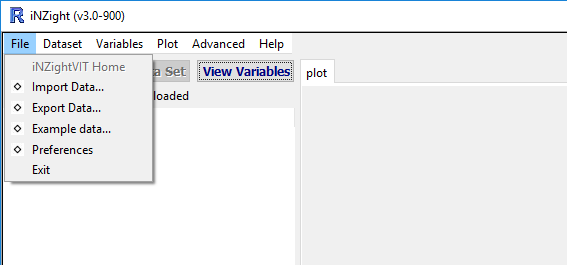 iNZight (v3.0-900)
File Dataset Variables Plot Advanced Help
iNZightVIT Home
a Set View Variables plot
Import Data...
loaded
Export Data...
Example data...
Preferences
Exit